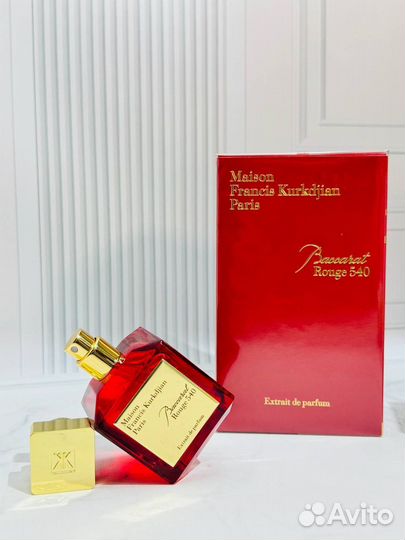 Maison
Francis Kurkdjian
Paris
Baccarat
Rouge 540
Extrait de parfum
Maison
Francis Kurkdjian
Paris
Baccarat
Rouge 540
Extrait de parfum
Avito